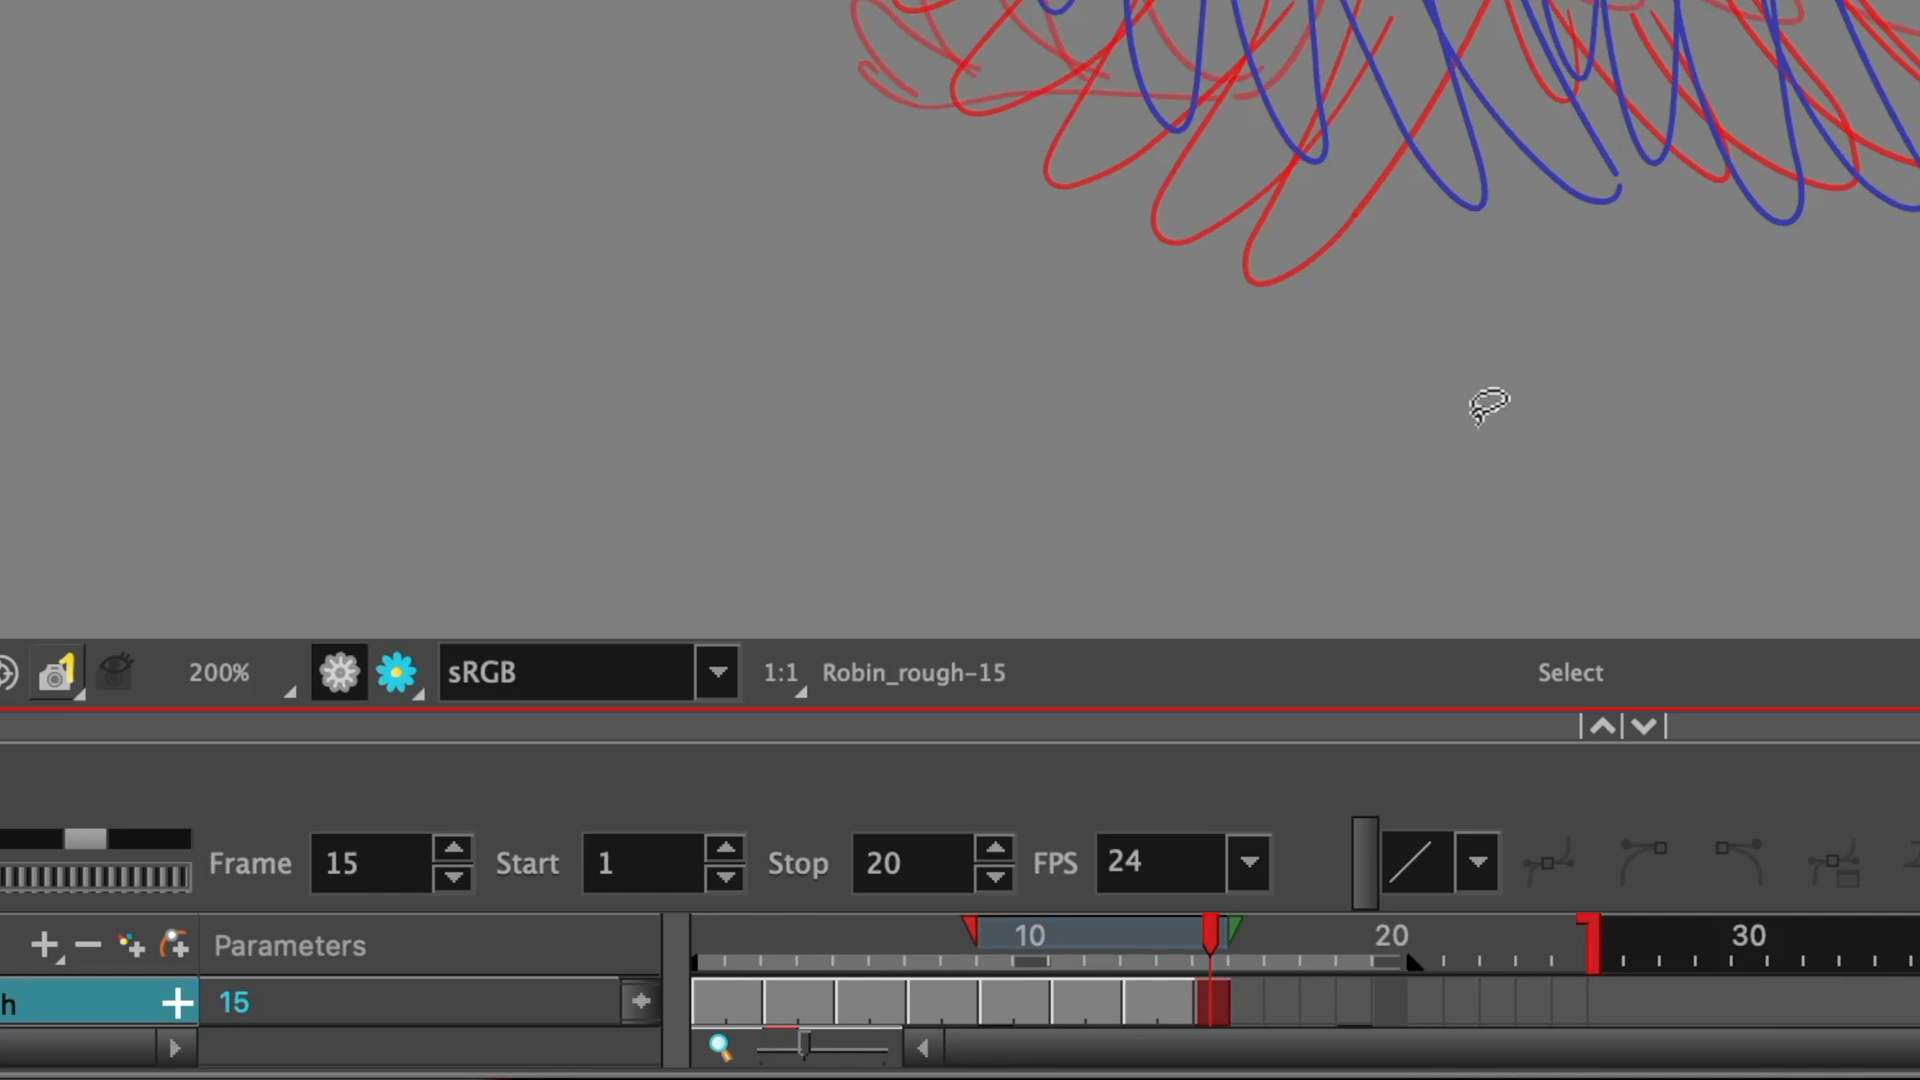 1
200%
sRGB
1:1
Robin_rough-15
Select
Frame 15 Start 1 Stop 20 FPS 24
Parameters
10 20 30
h
15